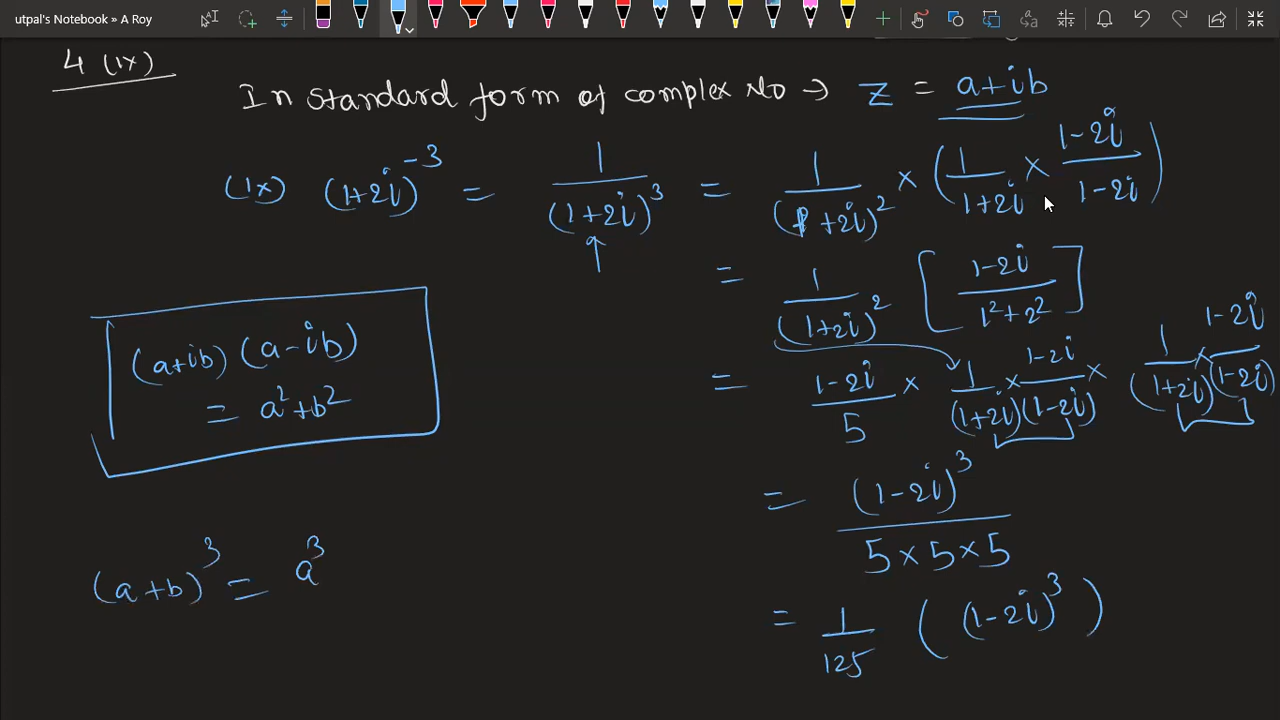 utpal's Notebook » A Roy
4 (ix)
In standard form of complex No → z = a+ib
(ix) (1+2i)^-3 = 1/(1+2i)^3 = 1/(1+2i)^2 × (1/(1+2i) × (1-2i)/(1-2i))
= 1/(1+2i)^2 [(1-2i)/(1^2+2^2)]
= (1-2i)/5 × 1/(1+2i) × (1-2i)/(1-2i) × 1/(1+2i) × (1-2i)/(1-2i)
= (1-2i)^3/(5×5×5)
= 1/125 ((1-2i)^3)
(a+ib)(a-ib)
= a²+b²
(a+b)^3 = a^3